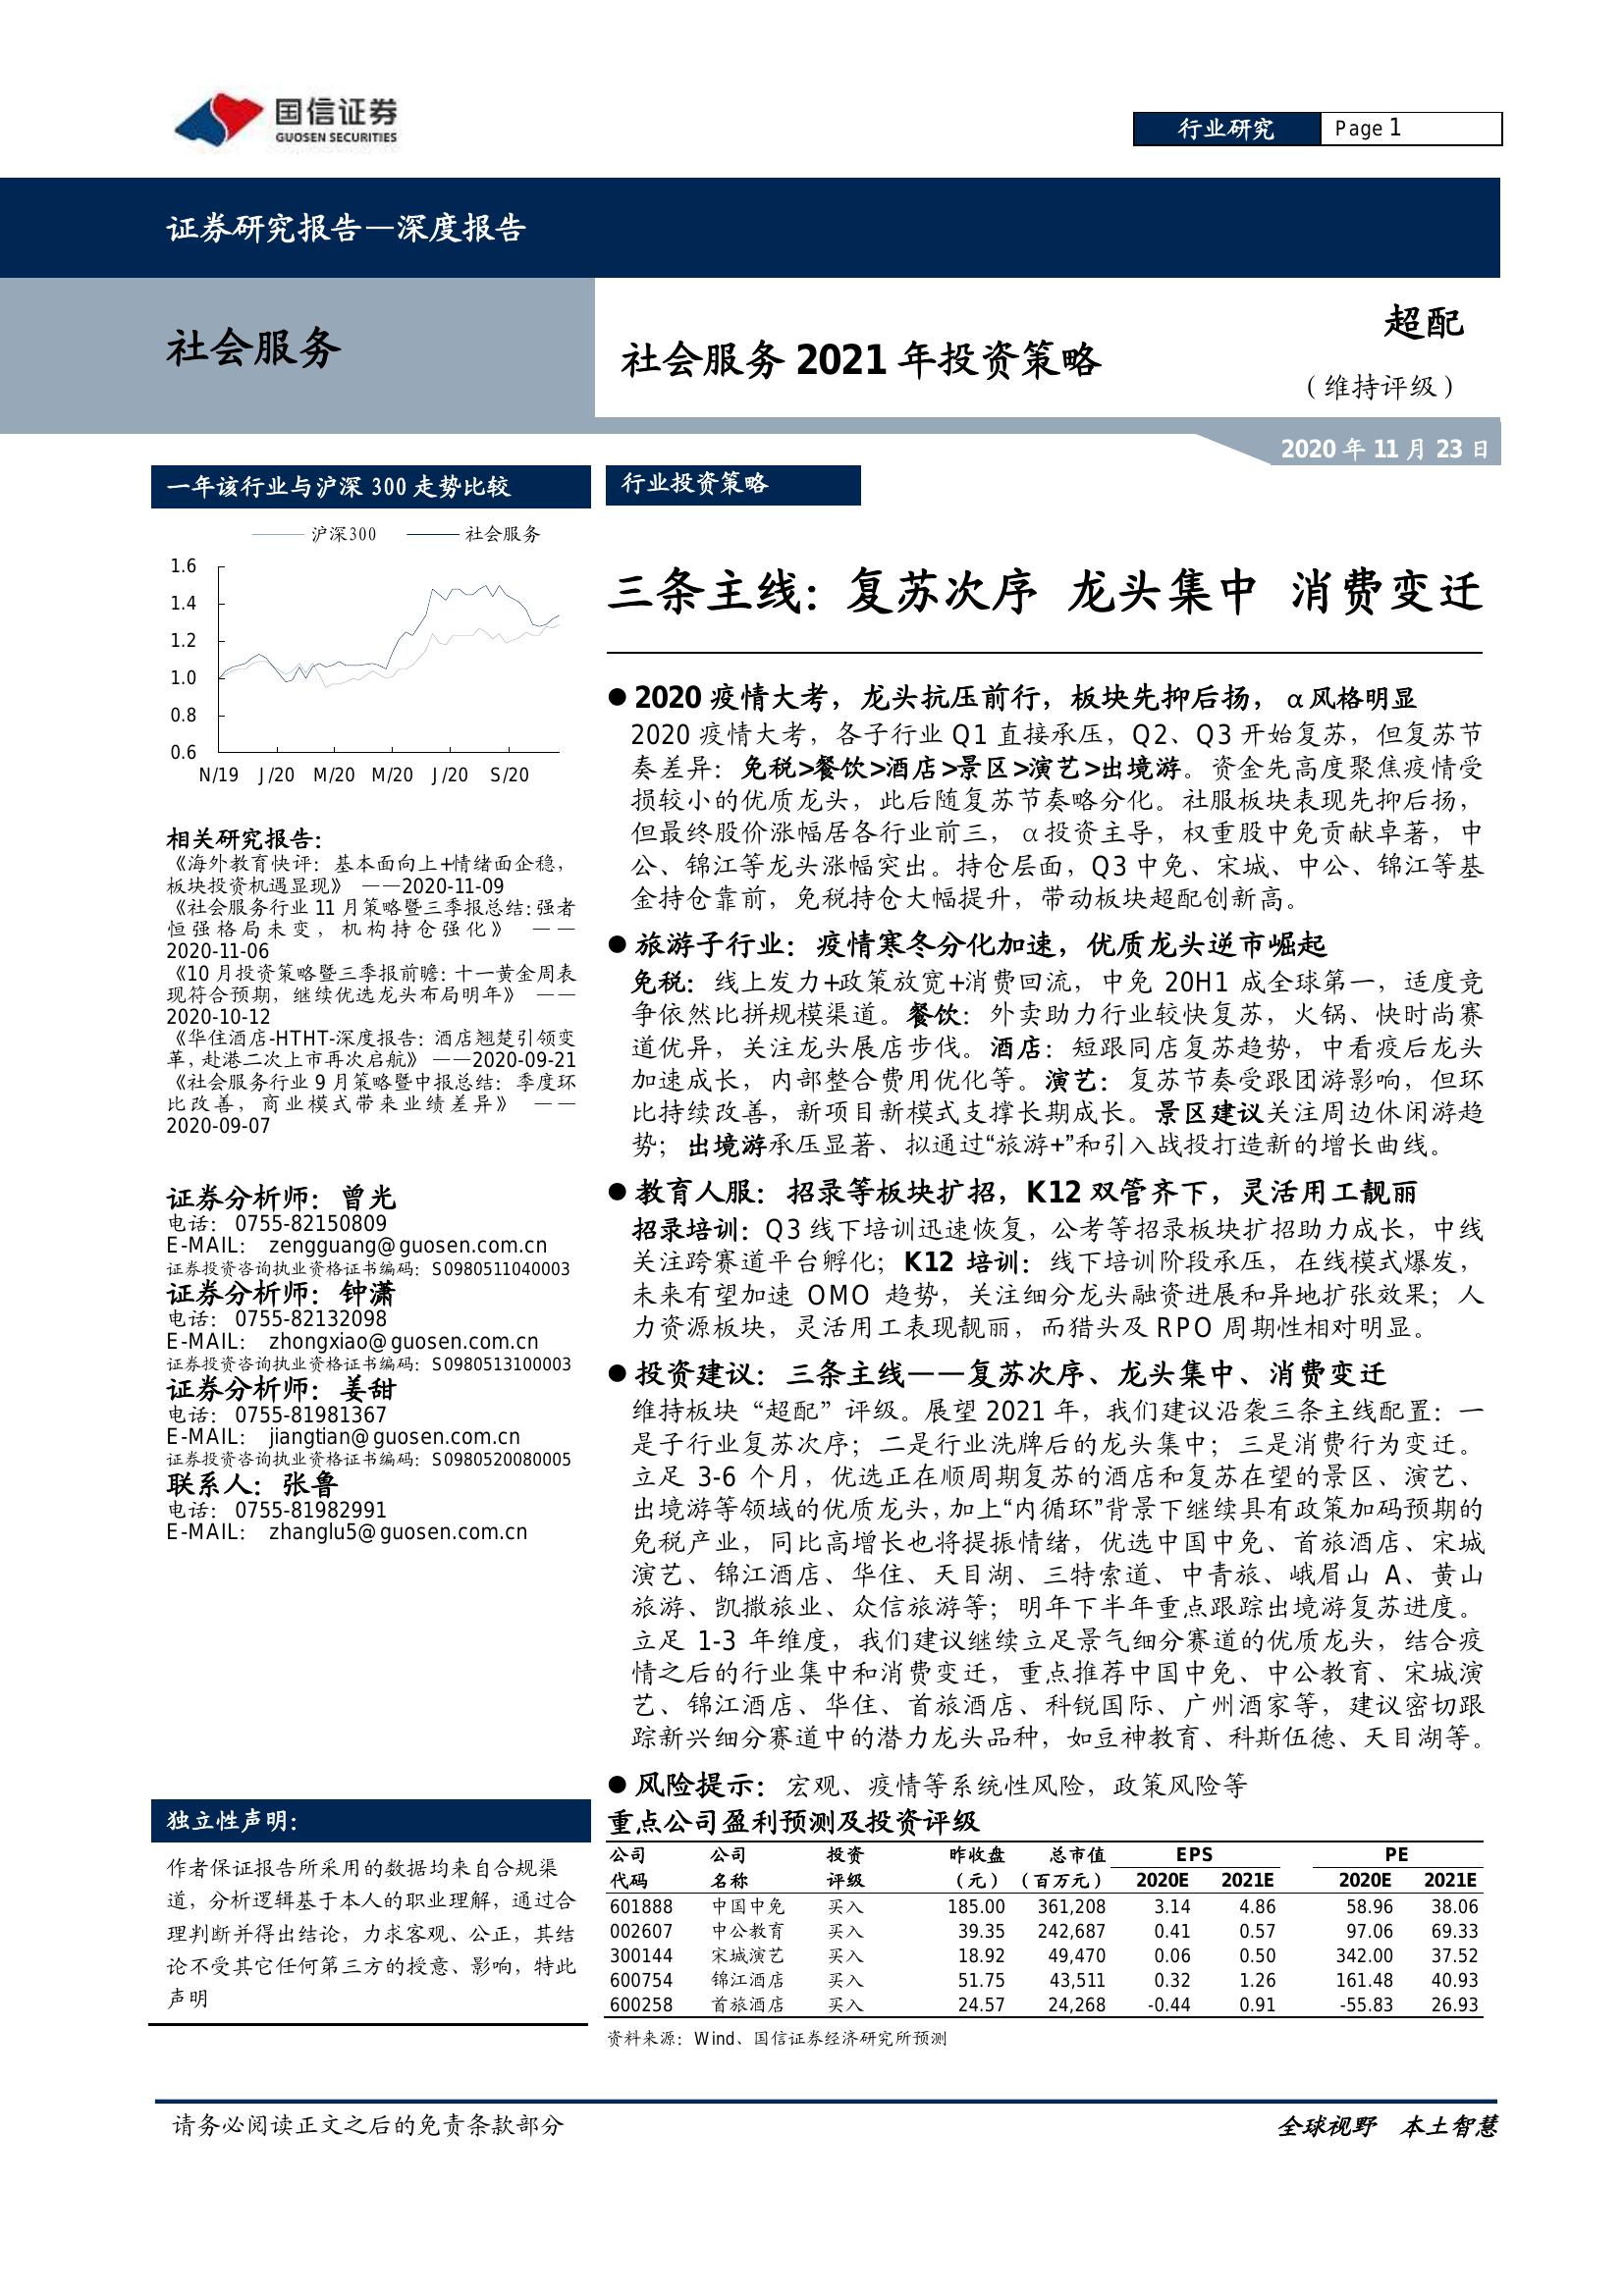 国信证券
GUOSEN SECURITIES
行业研究
Page 1
证券研究报告—深度报告
社会服务
社会服务 2021 年投资策略
超配
（维持评级）
2020 年 11 月 23 日
一年该行业与沪深 300 走势比较
沪深300 社会服务
1.6
1.4
1.2
1.0
0.8
0.6
N/19 J/20 M/20 M/20 J/20 S/20
相关研究报告：
《海外教育快评：基本面向上+情绪面企稳，
板块投资机遇显现》 ——2020-11-09
《社会服务行业 11 月策略暨三季报总结：强者
恒强格局未变，机构持仓强化》 ——
2020-11-06
《10 月投资策略暨三季报前瞻：十一黄金周表
现符合预期，继续优选龙头布局明年》 ——
2020-10-12
《华住酒店-HTHT-深度报告：酒店翘楚引领变
革，赴港二次上市再次启航》 ——2020-09-21
《社会服务行业 9 月策略暨中报总结：季度环
比改善，商业模式带来业绩差异》 ——
2020-09-07
证券分析师：曾光
电话： 0755-82150809
E-MAIL： zengguang@guosen.com.cn
证券投资咨询执业资格证书编码：S0980511040003
证券分析师：钟潇
电话： 0755-82132098
E-MAIL： zhongxiao@guosen.com.cn
证券投资咨询执业资格证书编码：S0980513100003
证券分析师：姜甜
电话： 0755-81981367
E-MAIL： jiangtian@guosen.com.cn
证券投资咨询执业资格证书编码：S0980520080005
联系人：张鲁
电话： 0755-81982991
E-MAIL： zhanglu5@guosen.com.cn
独立性声明：
作者保证报告所采用的数据均来自合规渠
道，分析逻辑基于本人的职业理解，通过合
理判断并得出结论，力求客观、公正，其结
论不受其它任何第三方的授意、影响，特此
声明
行业投资策略
三条主线：复苏次序 龙头集中 消费变迁
● 2020 疫情大考，龙头抗压前行，板块先抑后扬，α风格明显
2020 疫情大考，各子行业 Q1 直接承压，Q2、Q3 开始复苏，但复苏节
奏差异：免税>餐饮>酒店>景区>演艺>出境游。资金先高度聚焦疫情受
损较小的优质龙头，此后随复苏节奏略分化。社服板块表现先抑后扬，
但最终股价涨幅居各行业前三，α投资主导，权重股中免贡献卓著，中
公、锦江等龙头涨幅突出。持仓层面，Q3 中免、宋城、中公、锦江等基
金持仓靠前，免税持仓大幅提升，带动板块超配创新高。
● 旅游子行业：疫情寒冬分化加速，优质龙头逆市崛起
免税：线上发力+政策放宽+消费回流，中免 20H1 成全球第一，适度竞
争依然比拼规模渠道。餐饮：外卖助力行业较快复苏，火锅、快时尚赛
道优异，关注龙头展店步伐。酒店：短跟同店复苏趋势，中看疫后龙头
加速成长，内部整合费用优化等。演艺：复苏节奏受跟团游影响，但环
比持续改善，新项目新模式支撑长期成长。景区建议关注周边休闲游趋
势；出境游承压显著、拟通过“旅游+”和引入战投打造新的增长曲线。
● 教育人服：招录等板块扩招，K12 双管齐下，灵活用工靓丽
招录培训：Q3 线下培训迅速恢复，公考等招录板块扩招助力成长，中线
关注跨赛道平台孵化；K12 培训：线下培训阶段承压，在线模式爆发，
未来有望加速 OMO 趋势，关注细分龙头融资进展和异地扩张效果；人
力资源板块，灵活用工表现靓丽，而猎头及 RPO 周期性相对明显。
● 投资建议：三条主线——复苏次序、龙头集中、消费变迁
维持板块“超配”评级。展望 2021 年，我们建议沿袭三条主线配置：一
是子行业复苏次序；二是行业洗牌后的龙头集中；三是消费行为变迁。
立足 3-6 个月，优选正在顺周期复苏的酒店和复苏在望的景区、演艺、
出境游等领域的优质龙头，加上“内循环”背景下继续具有政策加码预期的
免税产业，同比高增长也将提振情绪，优选中国中免、首旅酒店、宋城
演艺、锦江酒店、华住、天目湖、三特索道、中青旅、峨眉山 A、黄山
旅游、凯撒旅业、众信旅游等；明年下半年重点跟踪出境游复苏进度。
立足 1-3 年维度，我们建议继续立足景气细分赛道的优质龙头，结合疫
情之后的行业集中和消费变迁，重点推荐中国中免、中公教育、宋城演
艺、锦江酒店、华住、首旅酒店、科锐国际、广州酒家等，建议密切跟
踪新兴细分赛道中的潜力龙头品种，如豆神教育、科斯伍德、天目湖等。
● 风险提示：宏观、疫情等系统性风险，政策风险等
重点公司盈利预测及投资评级
公司 公司 投资 昨收盘 总市值 EPS PE
代码 名称 评级 （元） （百万元） 2020E 2021E 2020E 2021E
601888 中国中免 买入 185.00 361,208 3.14 4.86 58.96 38.06
002607 中公教育 买入 39.35 242,687 0.41 0.57 97.06 69.33
300144 宋城演艺 买入 18.92 49,470 0.06 0.50 342.00 37.52
600754 锦江酒店 买入 51.75 43,511 0.32 1.26 161.48 40.93
600258 首旅酒店 买入 24.57 24,268 -0.44 0.91 -55.83 26.93
资料来源：Wind、国信证券经济研究所预测
请务必阅读正文之后的免责条款部分
全球视野 本土智慧